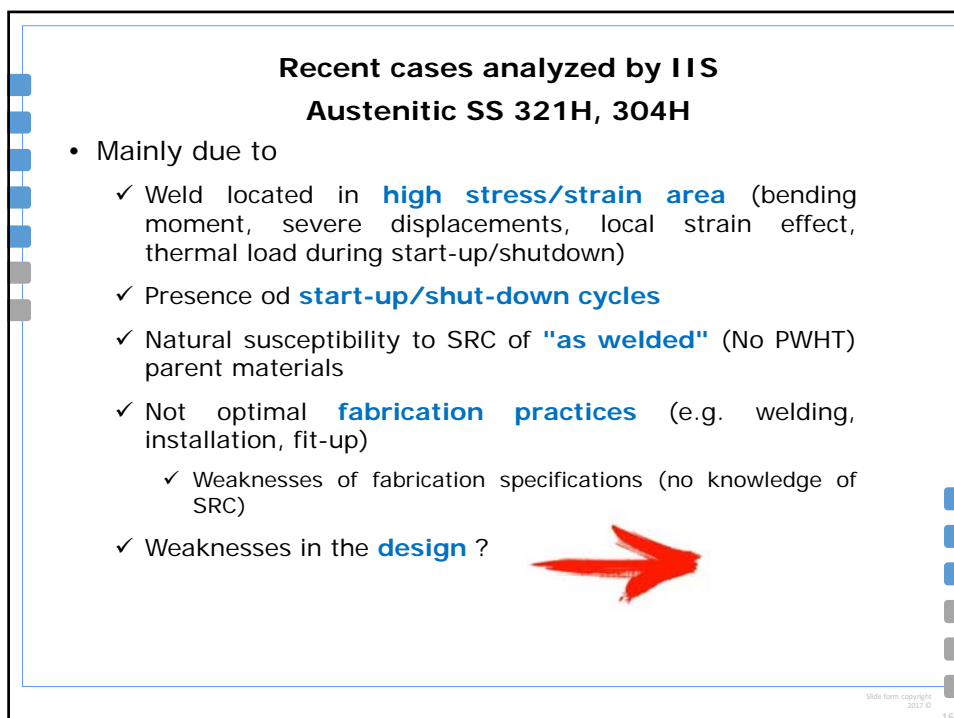 Recent cases analyzed by IIS
Austenitic SS 321H, 304H
• Mainly due to
✓ Weld located in high stress/strain area (bending
moment, severe displacements, local strain effect,
thermal load during start-up/shutdown)
✓ Presence od start-up/shut-down cycles
✓ Natural susceptibility to SRC of "as welded" (No PWHT)
parent materials
✓ Not optimal fabrication practices (e.g. welding,
installation, fit-up)
✓ Weaknesses of fabrication specifications (no knowledge of
SRC)
✓ Weaknesses in the design ?
Slide form copyright
2017 ©
16